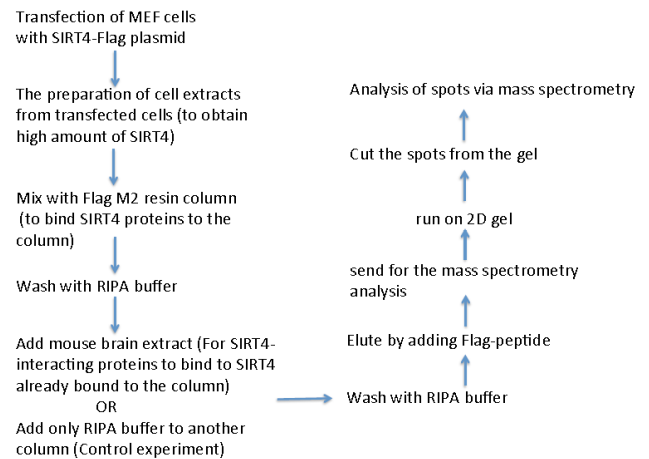 Transfection of MEF cells
with SIRT4-Flag plasmid
The preparation of cell extracts
from transfected cells (to obtain
high amount of SIRT4)
Mix with Flag M2 resin column
(to bind SIRT4 proteins to the
column)
Wash with RIPA buffer
Add mouse brain extract (For SIRT4-
interacting proteins to bind to SIRT4
already bound to the column)
OR
Add only RIPA buffer to another
column (Control experiment)
Wash with RIPA buffer
Elute by adding Flag-peptide
send for the mass spectrometry
analysis
run on 2D gel
Cut the spots from the gel
Analysis of spots via mass spectrometry